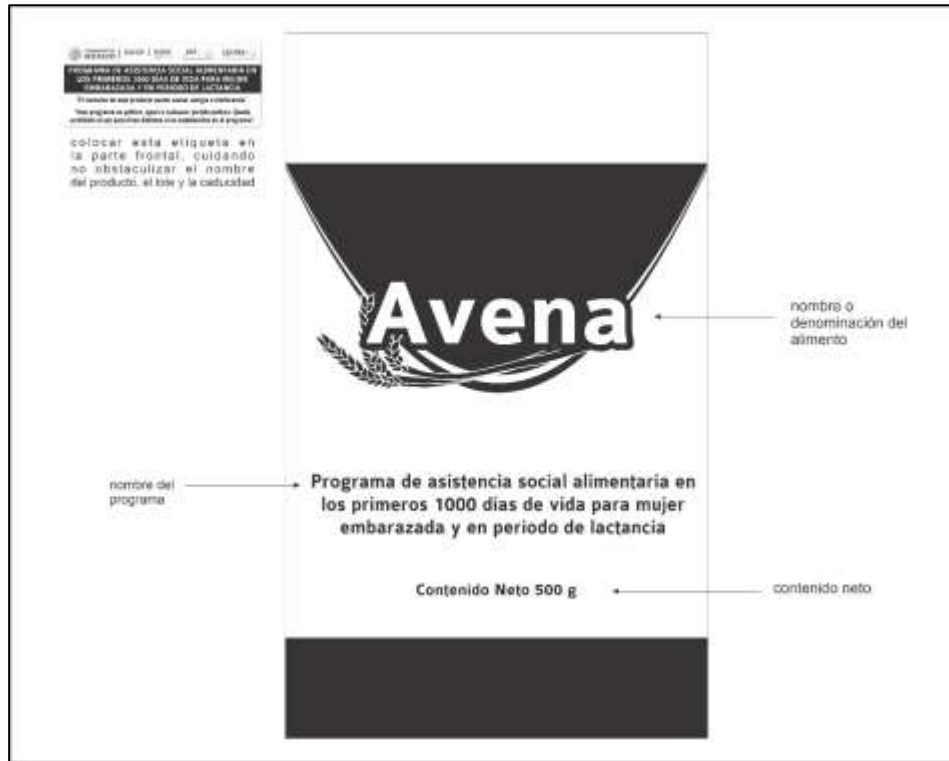 PROGRAMA DE ASISTENCIA SOCIAL ALIMENTARIA EN
LOS PRIMEROS 1000 DÍAS DE VIDA PARA MUJER
EMBARAZADA Y EN PERIODO DE LACTANCIA
colocar esta etiqueta en
la parte frontal, cuidando
no obstaculizar el nombre
del producto, el lote y la caducidad
Avena
nombre o
denominación del
alimento
nombre del
programa
Programa de asistencia social alimentaria en
los primeros 1000 días de vida para mujer
embarazada y en periodo de lactancia
Contenido Neto 500 g
contenido neto